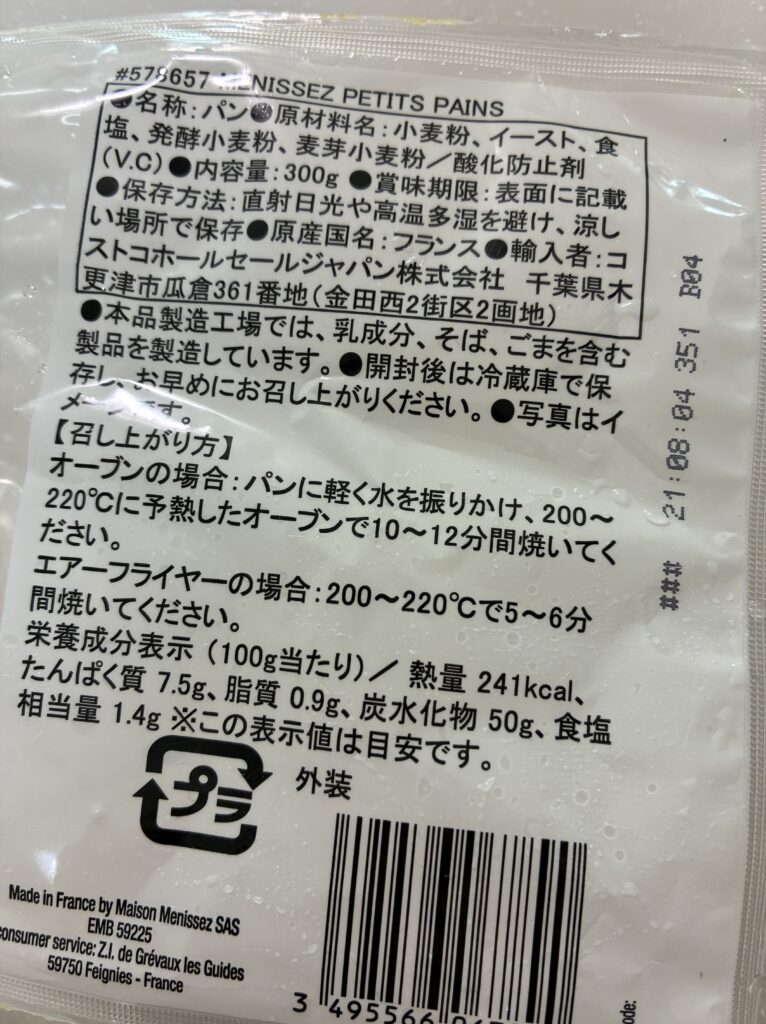 #578657 MENISSEZ PETITS PAINS
●名称:パン●原材料名:小麦粉、イースト、食
塩、発酵小麦粉、麦芽小麦粉/酸化防止剤
(V.C)●内容量:300g ●賞味期限:表面に記載
●保存方法:直射日光や高温多湿を避け、涼し
い場所で保存●原産国名:フランス●輸入者:コ
ストコホールセールジャパン株式会社 千葉県木
更津市瓜倉361番地(金田西2街区2画地)
●本品製造工場では、乳成分、そば、ごまを含む
製品を製造しています。●開封後は冷蔵庫で保
存し、お早めにお召し上がりください。●写真はイ
メージです。
【召し上がり方】
オーブンの場合:パンに軽く水を振りかけ、200~
220℃に予熱したオーブンで10~12分間焼いてく
ださい。
エアーフライヤーの場合:200~220℃で5~6分
間焼いてください。
栄養成分表示(100g当たり)/ 熱量 241kcal、
たんぱく質 7.5g、脂質 0.9g、炭水化物 50g、食塩
相当量 1.4g ※この表示値は目安です。
プラ
外装
Made in France by Maison Menissez SAS
EMB 59225
consumer service: Z.I. de Grévaux les Guides
59750 Feignies - France
3 495566
### 21:08:04 351 B04